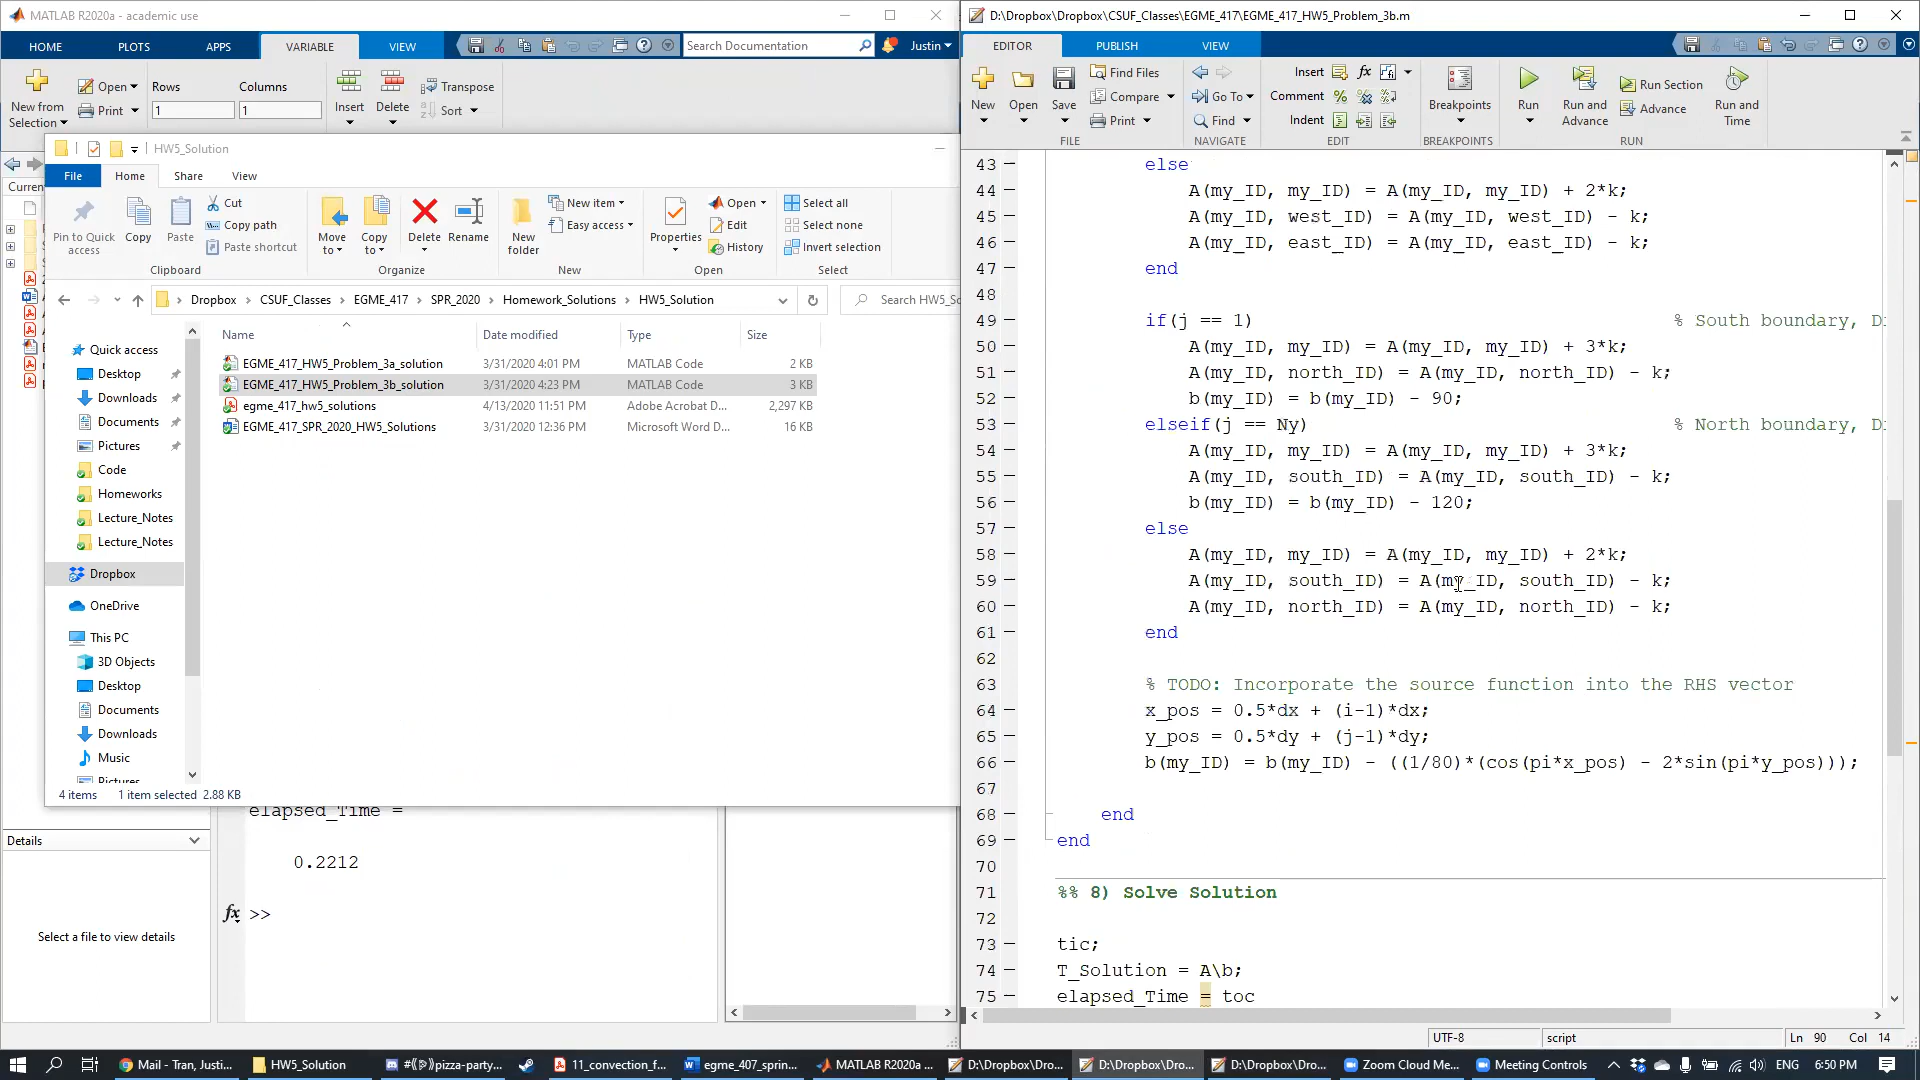 MATLAB R2020a - academic use
HOME PLOTS APPS VARIABLE VIEW
Search Documentation
Justin
New from
Selection
Open
Print
Rows
1
Columns
1
Insert
Delete
Transpose
Sort
Curren
HW5_Solution
File Home Share View
Pin to Quick
access
Copy
Paste
Cut
Copy path
Paste shortcut
Clipboard
Move
to
Copy
to
Delete
Rename
Organize
New
folder
New item
Easy access
New
Properties
Open
Edit
History
Open
Select all
Select none
Invert selection
Select
Dropbox CSUF_Classes EGME_417 SPR_2020 Homework_Solutions HW5_Solution
Search HW5_So
Name Date modified Type Size
EGME_417_HW5_Problem_3a_solution 3/31/2020 4:01 PM MATLAB Code 2 KB
EGME_417_HW5_Problem_3b_solution 3/31/2020 4:23 PM MATLAB Code 3 KB
egme_417_hw5_solutions 4/13/2020 11:51 PM Adobe Acrobat D... 2,297 KB
EGME_417_SPR_2020_HW5_Solutions 3/31/2020 12:36 PM Microsoft Word D... 16 KB
Quick access
Desktop
Downloads
Documents
Pictures
Code
Homeworks
Lecture_Notes
Lecture_Notes
Dropbox
OneDrive
This PC
3D Objects
Desktop
Documents
Downloads
Music
Pictures
4 items 1 item selected 2.88 KB
elapsed_Time =
0.2212
fx >>
Details
Select a file to view details
D:\Dropbox\Dropbox\CSUF_Classes\EGME_417\EGME_417_HW5_Problem_3b.m
EDITOR PUBLISH VIEW
New
Open
Save
Find Files
Compare
Print
FILE
Go To
Find
NAVIGATE
Insert fx
Comment
Indent
EDIT
Breakpoints
BREAKPOINTS
Run
Run and
Advance
Run Section
Advance
Run and
Time
RUN
43 else
44 A(my_ID, my_ID) = A(my_ID, my_ID) + 2*k;
45 A(my_ID, west_ID) = A(my_ID, west_ID) - k;
46 A(my_ID, east_ID) = A(my_ID, east_ID) - k;
47 end
48
49 if(j == 1) % South boundary, Di
50 A(my_ID, my_ID) = A(my_ID, my_ID) + 3*k;
51 A(my_ID, north_ID) = A(my_ID, north_ID) - k;
52 b(my_ID) = b(my_ID) - 90;
53 elseif(j == Ny) % North boundary, Di
54 A(my_ID, my_ID) = A(my_ID, my_ID) + 3*k;
55 A(my_ID, south_ID) = A(my_ID, south_ID) - k;
56 b(my_ID) = b(my_ID) - 120;
57 else
58 A(my_ID, my_ID) = A(my_ID, my_ID) + 2*k;
59 A(my_ID, south_ID) = A(my_ID, south_ID) - k;
60 A(my_ID, north_ID) = A(my_ID, north_ID) - k;
61 end
62
63 % TODO: Incorporate the source function into the RHS vector
64 x_pos = 0.5*dx + (i-1)*dx;
65 y_pos = 0.5*dy + (j-1)*dy;
66 b(my_ID) = b(my_ID) - ((1/80)*(cos(pi*x_pos) - 2*sin(pi*y_pos)));
67
68 end
69 end
70
71 %% 8) Solve Solution
72
73 tic;
74 T_Solution = A\b;
75 elapsed_Time = toc
UTF-8 script Ln 90 Col 14
Mail - Tran, Justi...
HW5_Solution
pizza-party...
11_convection_f...
egme_407_sprin...
MATLAB R2020a ...
D:\Dropbox\Dro...
D:\Dropbox\Dro...
D:\Dropbox\Dro...
Zoom Cloud Me...
Meeting Controls
ENG 6:50 PM